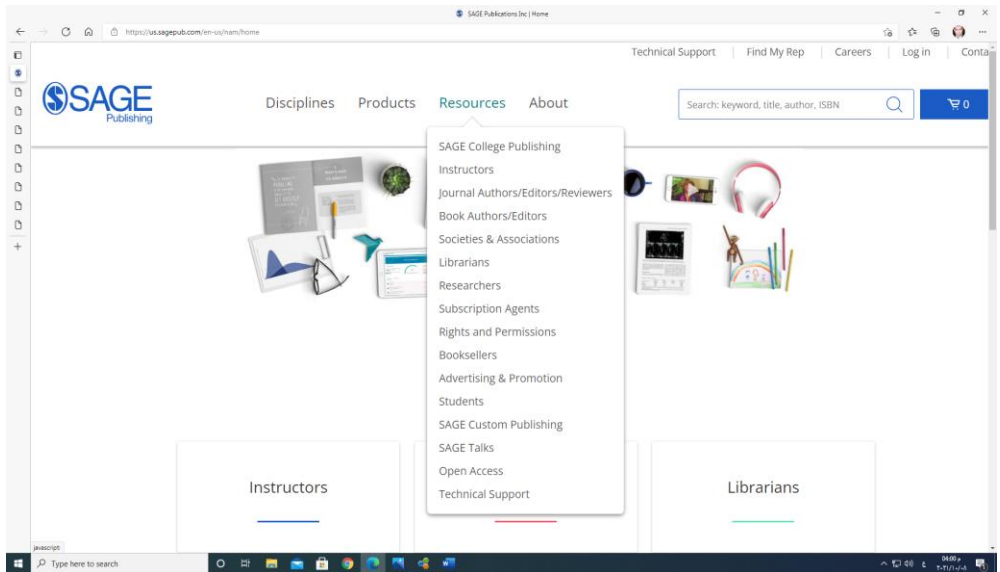 SAGE Publications Inc | Home
https://us.sagepub.com/en-us/nam/home
Technical Support | Find My Rep | Careers | Log in | Conta
SAGE
Publishing
Disciplines Products Resources About
Search: keyword, title, author, ISBN
0
SAGE College Publishing
Instructors
Journal Authors/Editors/Reviewers
Book Authors/Editors
Societies & Associations
Librarians
Researchers
Subscription Agents
Rights and Permissions
Booksellers
Advertising & Promotion
Students
SAGE Custom Publishing
SAGE Talks
Open Access
Technical Support
Instructors
Librarians
javascript:
Type here to search
04:00 م